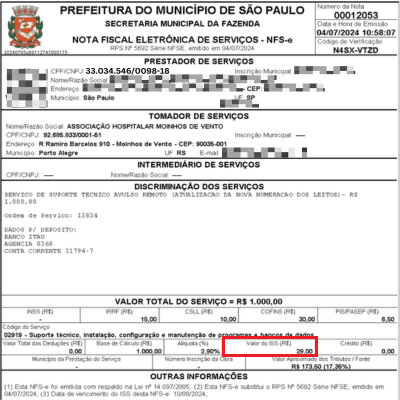 PREFEITURA DO MUNICÍPIO DE SÃO PAULO
SECRETARIA MUNICIPAL DA FAZENDA
NOTA FISCAL ELETRÔNICA DE SERVIÇOS - NFS-e
RPS Nº 5692 Série NFSE, emitido em 04/07/2024
Número da Nota
00012053
Data e Hora de Emissão
04/07/2024 10:58:07
Código de Verificação
N4SX-VTZD
PRESTADOR DE SERVIÇOS
CPF/CNPJ: 33.034.546/0098-18 Inscrição Municipal:
Nome/Razão Social:
Endereço: - CEP:
Município: São Paulo UF:
TOMADOR DE SERVIÇOS
Nome/Razão Social: ASSOCIAÇÃO HOSPITALAR MOINHOS DE VENTO
CPF/CNPJ: 92.685.833/0001-51 Inscrição Municipal: ----
Endereço: R Ramiro Barcelos 910 - Moinhos de Vento - CEP: 90035-001
Município: Porto Alegre UF: RS E-mail:
INTERMEDIÁRIO DE SERVIÇOS
CPF/CNPJ: ---- Nome/Razão Social: ----
DISCRIMINAÇÃO DOS SERVIÇOS
SERVICO DE SUPORTE TECNICO AVULSO REMOTO (ATUALIZACAO DA NOVA NUMERACAO DOS LEITOS)- R$
1.000,00
Ordem de Servico: 12834
DADOS P/ DEPOSITO:
BANCO ITAU
AGENCIA 8368
CONTA CORRENTE 31794-7
VALOR TOTAL DO SERVIÇO = R$ 1.000,00
INSS (R$) IRRF (R$) CSLL (R$) COFINS (R$) PIS/PASEP (R$)
- 15,00 10,00 30,00 6,50
Código do Serviço
02919 - Suporte técnico, instalação, configuração e manutenção de programas e bancos de dados
Valor Total das Deduções (R$) Base de Cálculo (R$) Alíquota (%) Valor do ISS (R$) Crédito (R$)
0,00 1.000,00 2,90% 29,00 0,00
Município da Prestação do Serviço Número Inscrição da Obra Valor Aproximado dos Tributos / Fonte
- - R$ 173,50 (17,35%)
OUTRAS INFORMAÇÕES
(1) Esta NFS-e foi emitida com respaldo na Lei nº 14.097/2005; (2) Esta NFS-e substitui o RPS Nº 5692 Série NFSE, emitido
em 04/07/2024; (3) Data de vencimento do ISS desta NFS-e: 10/08/2024;